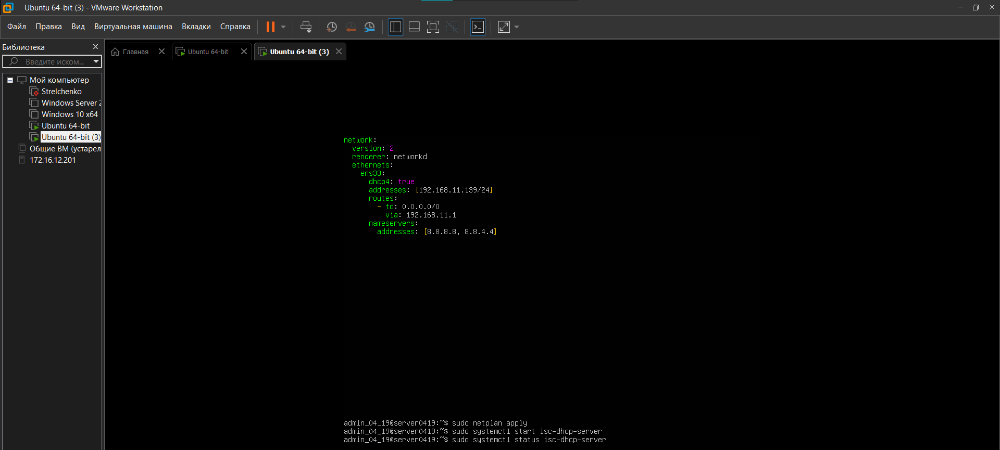 Ubuntu 64-bit (3) - VMware Workstation
Файл Правка Вид Виртуальная машина Вкладки Справка
Библиотека
Введите иском...
Мой компьютер
Strelchenko
Windows Server 2
Windows 10 x64
Ubuntu 64-bit
Ubuntu 64-bit (3)
Общие ВМ (устарел
172.16.12.201
Главная Ubuntu 64-bit Ubuntu 64-bit (3)
network:
  version: 2
  renderer: networkd
  ethernets:
    ens33:
      dhcp4: true
      addresses: [192.168.11.139/24]
      routes:
        - to: 0.0.0.0/0
          via: 192.168.11.1
      nameservers:
        addresses: [8.8.8.8, 8.8.4.4]
admin_04_19@server0419:~$ sudo netplan apply
admin_04_19@server0419:~$ sudo systemctl start isc-dhcp-server
admin_04_19@server0419:~$ sudo systemctl status isc-dhcp-server